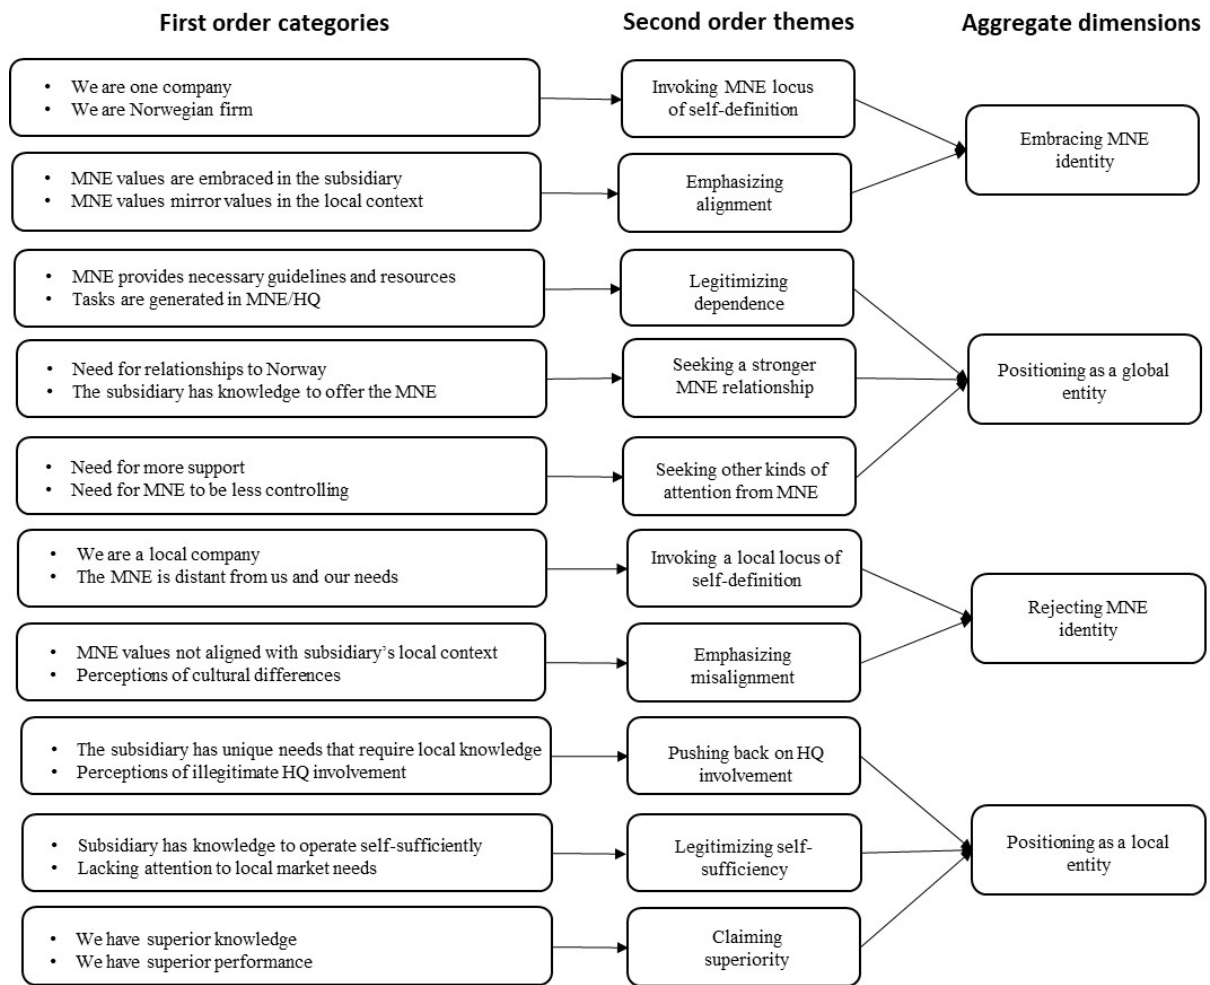 First order categories
Second order themes
Aggregate dimensions
• We are one company
• We are Norwegian firm
Invoking MNE locus
of self-definition
Embracing MNE
identity
• MNE values are embraced in the subsidiary
• MNE values mirror values in the local context
Emphasizing
alignment
• MNE provides necessary guidelines and resources
• Tasks are generated in MNE/HQ
Legitimizing
dependence
• Need for relationships to Norway
• The subsidiary has knowledge to offer the MNE
Seeking a stronger
MNE relationship
Positioning as a global
entity
• Need for more support
• Need for MNE to be less controlling
Seeking other kinds of
attention from MNE
• We are a local company
• The MNE is distant from us and our needs
Invoking a local locus of
self-definition
Rejecting MNE
identity
• MNE values not aligned with subsidiary’s local context
• Perceptions of cultural differences
Emphasizing
misalignment
• The subsidiary has unique needs that require local knowledge
• Perceptions of illegitimate HQ involvement
Pushing back on HQ
involvement
• Subsidiary has knowledge to operate self-sufficiently
• Lacking attention to local market needs
Legitimizing self-
sufficiency
Positioning as a local
entity
• We have superior knowledge
• We have superior performance
Claiming
superiority